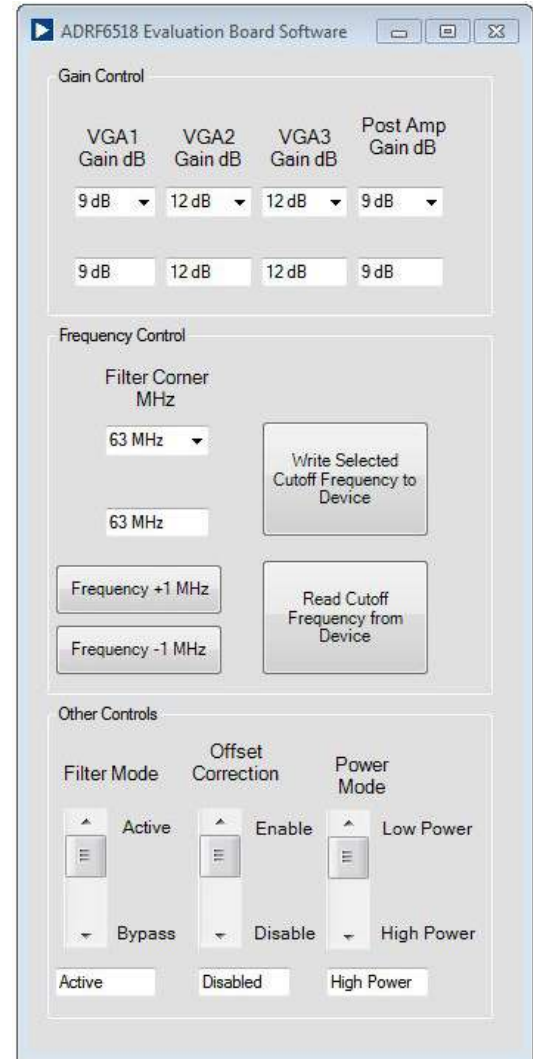 ADRF6518 Evaluation Board Software
Gain Control
VGA1 Gain dB
VGA2 Gain dB
VGA3 Gain dB
Post Amp Gain dB
9 dB 12 dB 12 dB 9 dB
9 dB 12 dB 12 dB 9 dB
Frequency Control
Filter Corner
MHz
63 MHz
63 MHz
Write Selected
Cutoff Frequency to
Device
Frequency +1 MHz
Frequency -1 MHz
Read Cutoff
Frequency from
Device
Other Controls
Filter Mode
Offset
Correction
Power
Mode
Active
Bypass
Enable
Disable
Low Power
High Power
Active
Disabled
High Power